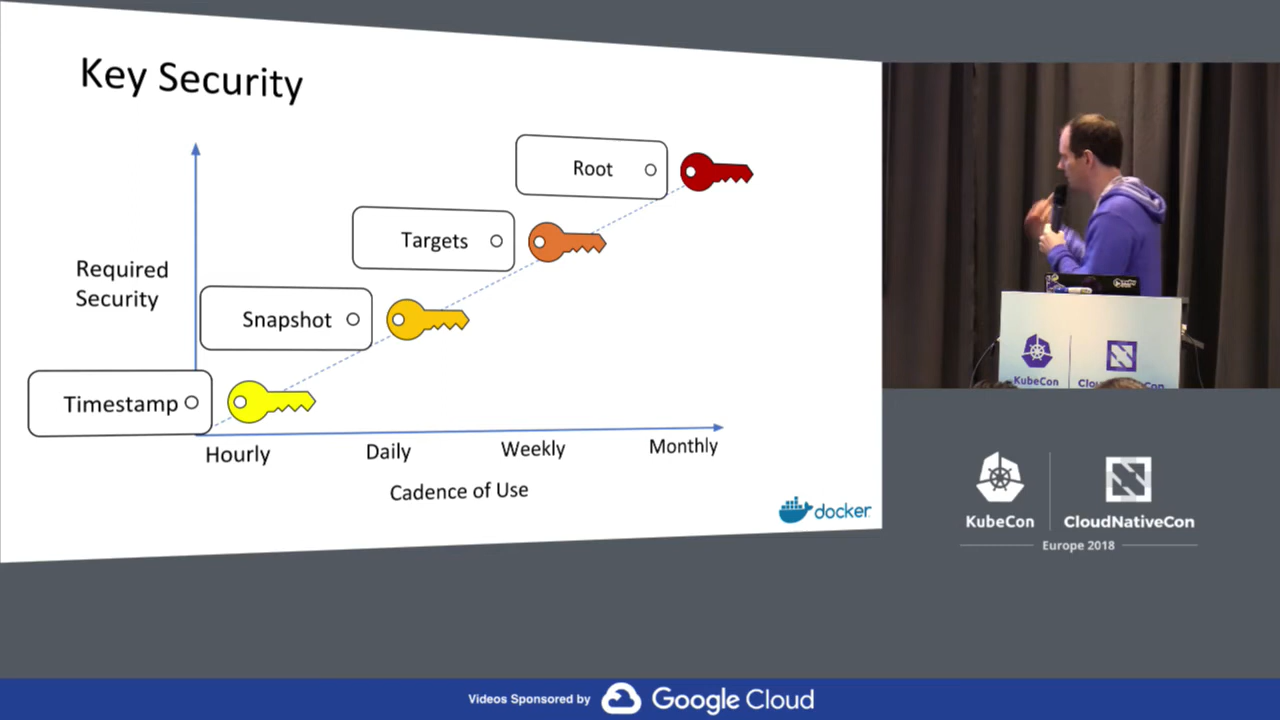 Key Security
Root
Targets
Required
Security
Snapshot
Timestamp
Hourly
Daily
Weekly
Monthly
Cadence of Use
docker
KubeCon
KubeCon
CloudNativeCon
Europe 2018
Videos Sponsored by
Google Cloud